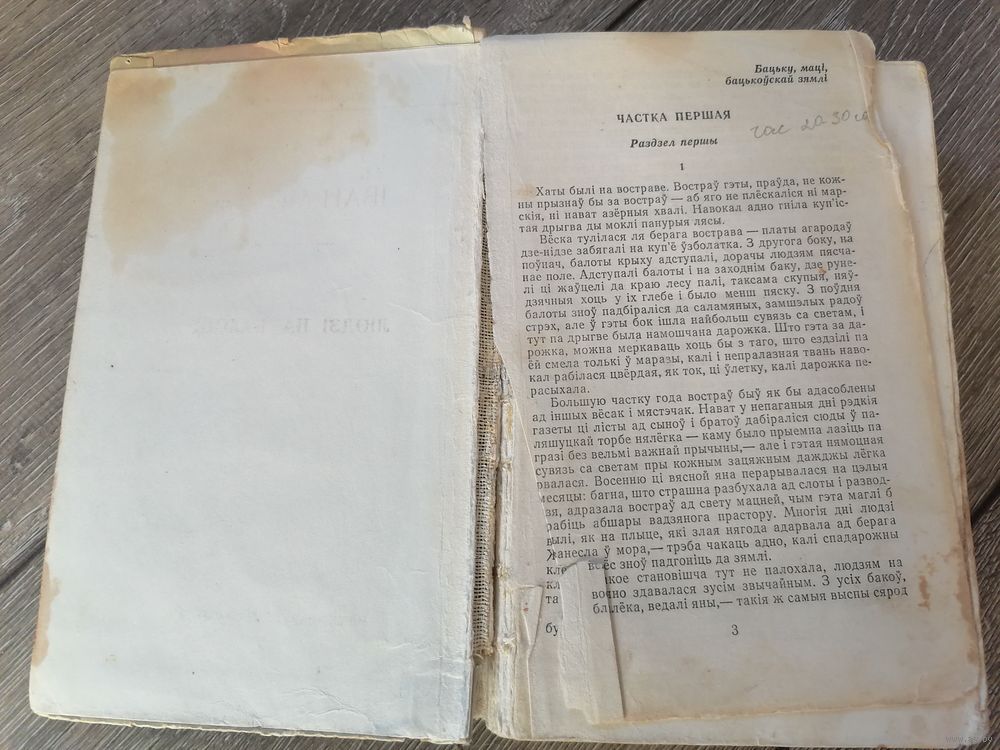 Бацьку, маці,
бацькоўскай зямлі
ЧАСТКА ПЕРШАЯ
час 20-30
Раздзел першы
1
Хаты былі на востраве. Востраў гэты, праўда, не кож-
ны прызнаў бы за востраў — аб яго не плёскаліся ні мар-
скія, ні нават азёрныя хвалі. Навокал адно гніла куп'іс-
тая дрыгва ды моклі панурыя лясы.
Вёска тулілася ля берага вострава — платы агародаў
дзе-нідзе забягалі на куп'ё ўзболатка. З другога боку, на
поўнач, балоты крыху адступалі, дорачы людзям пясча-
нае поле. Адступалі балоты і на заходнім баку, дзе руне-
лі ці жаўцелі да краю лесу палі, таксама скупыя, няў-
дзячныя хоць у іх глебе і было менш пяску. З поўдня
балоты зноў падбіраліся да саламяных, замшэлых радоў
стрэх, але ў гэты бок ішла найбольш сувязь са светам, і
тут па дрыгве была намошчана дарожка. Што гэта за да-
рожка, можна меркаваць хоць бы з таго, што ездзілі па
ёй смела толькі ў маразы, калі і непралазная твань наво-
кал рабілася цвёрдая, як ток, ці ўлетку, калі дарожка пе-
расыхала.
Большую частку года востраў быў як бы адасоблены
ад іншых вёсак і мястэчак. Нават у непаганыя дні рэдкія
газеты ці лісты ад сыноў і братоў дабіраліся сюды ў па-
ляшуцкай торбе нялёгка — каму было прыемна лазіць па
гразі без вельмі важнай прычыны,— але і гэтая нямоцная
сувязь са светам пры кожным зацяжным дажджы лёгка
рвалася. Восенню ці вясной яна перарывалася на цэлыя
месяцы: багна, што страшна разбухала ад слоты і развод-
дзя, адразала востраў ад свету мацней, чым гэта маглі б
рабіць абшары вадзянога прастору. Многія дні людзі
былі, як на плыце, які злая нягода адарвала ад берага
занесла ў мора,— трэба чакаць адно, калі спадарожны
зноў падгоніць да зямлі.
становішча тут не палохала, людзям на
здавалася зусім звычайным. З усіх бакоў,
ведалі яны,— такія ж самыя выспы сярод
3